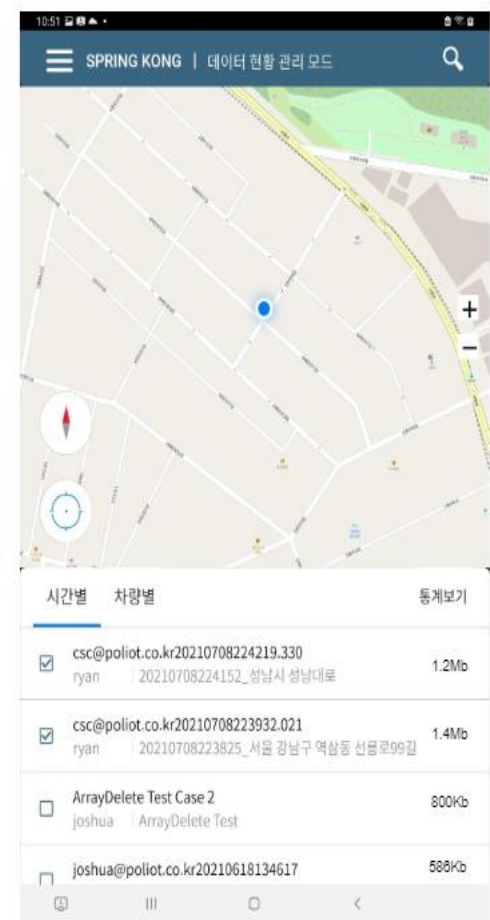 10:51
SPRING KONG | 데이터 현황 관리 모드
+
−
시간별 차량별 통계보기
csc@poliot.co.kr20210708224219.330
ryan | 20210708224152_성남시 성남대로
1.2Mb
csc@poliot.co.kr20210708223932.021
ryan | 20210708223825_서울 강남구 역삼동 선릉로99길
1.4Mb
ArrayDelete Test Case 2
joshua | ArrayDelete Test
800Kb
joshua@poliot.co.kr20210618134617
586Kb